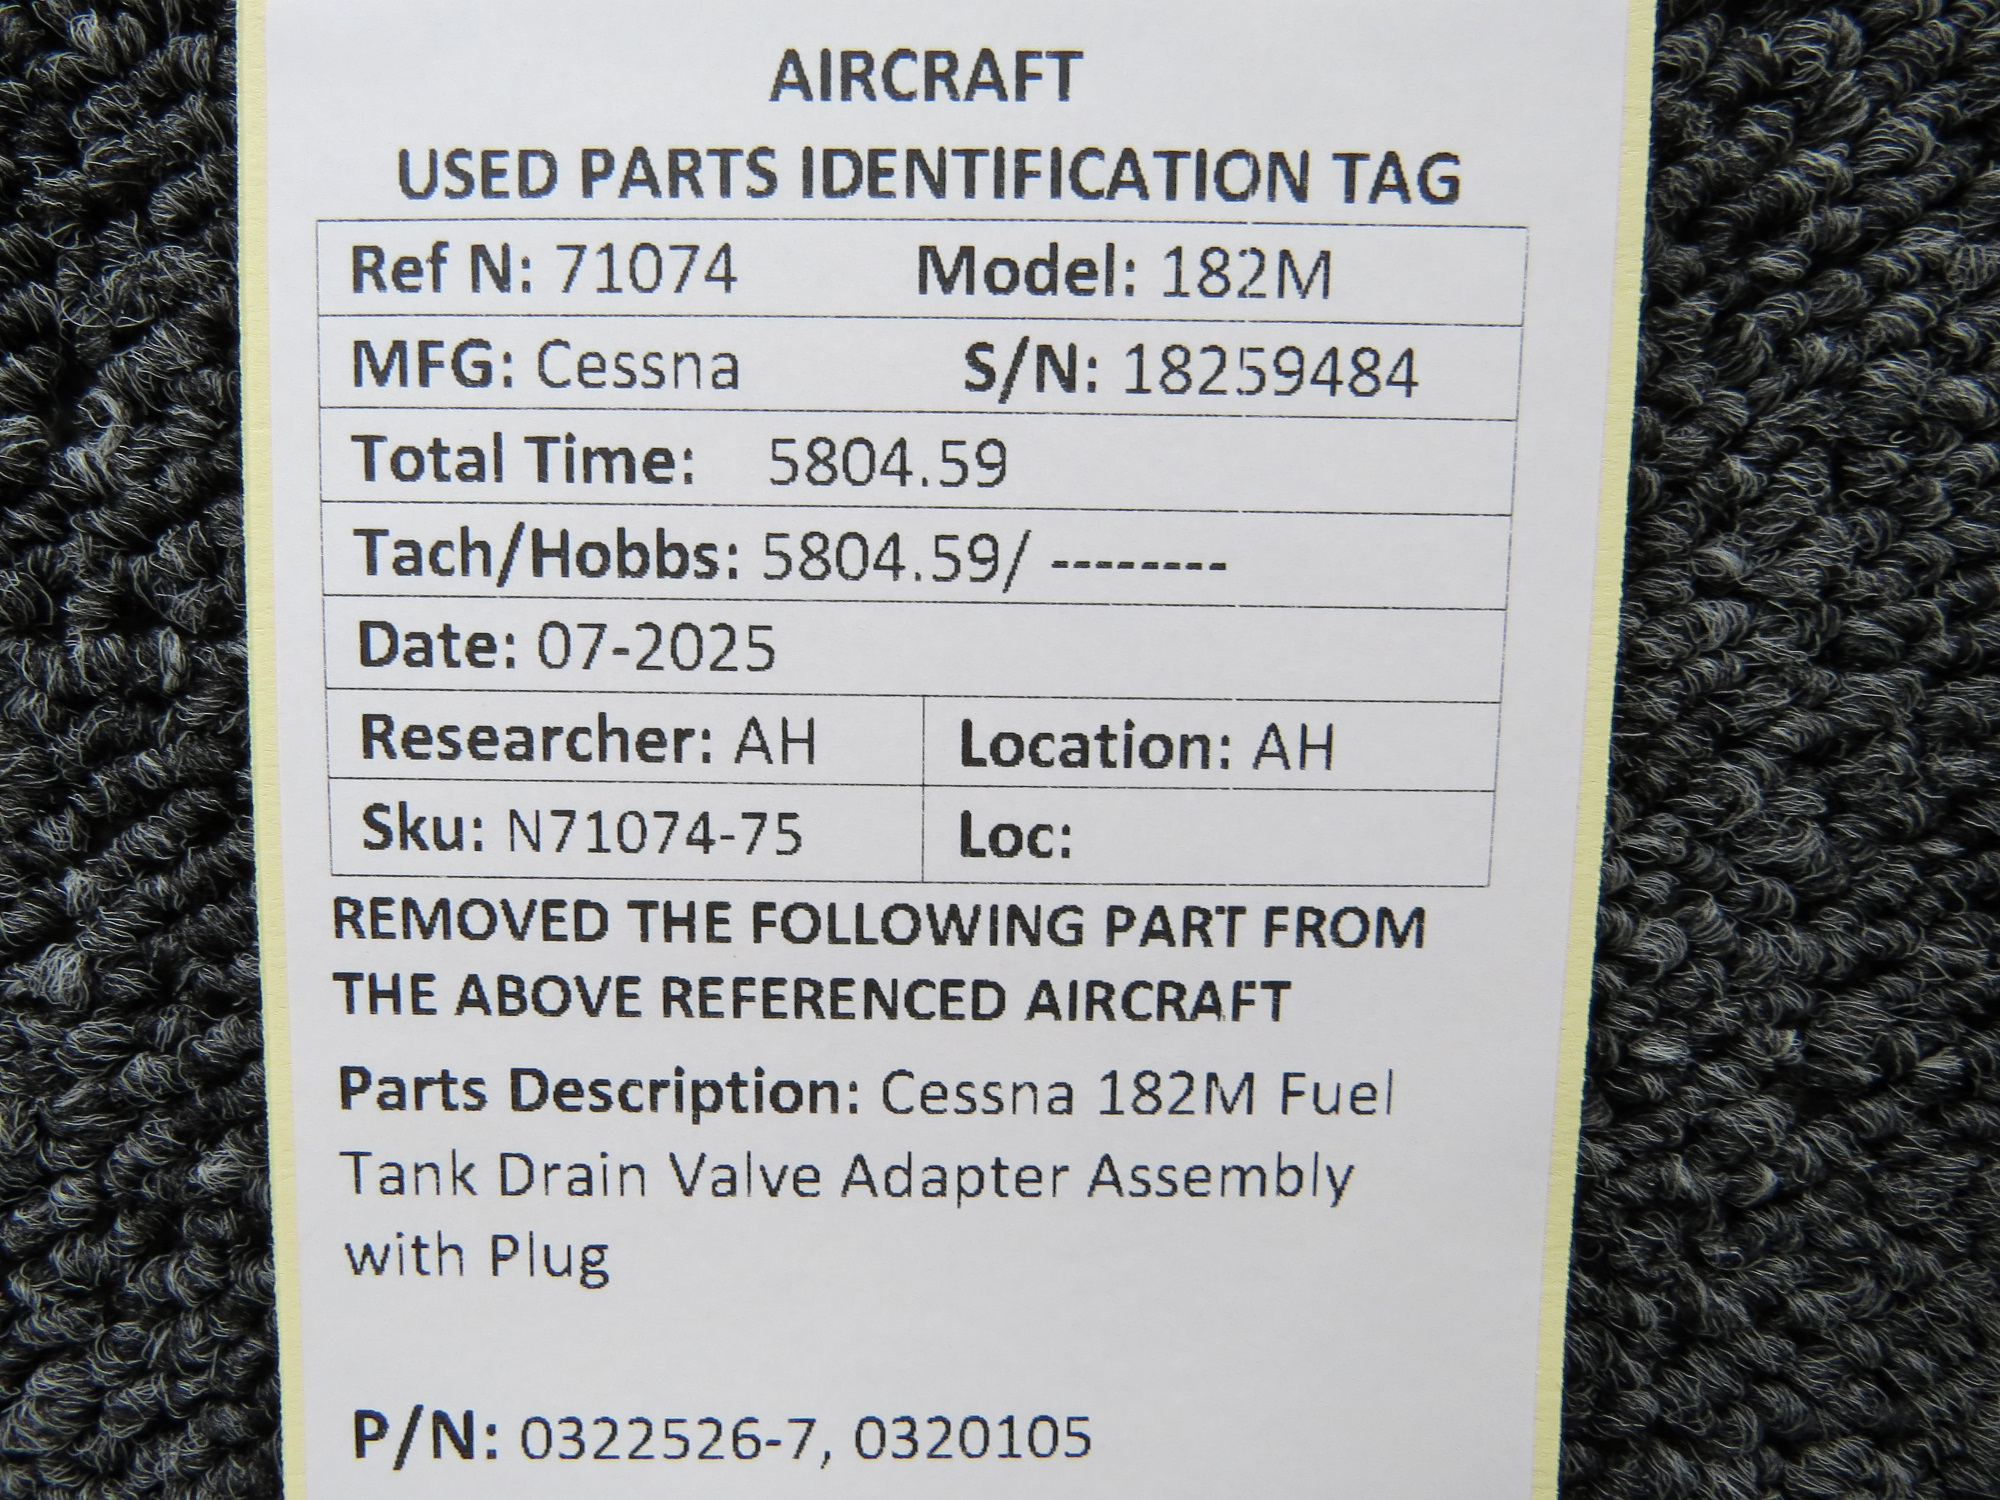 AIRCRAFT
USED PARTS IDENTIFICATION TAG
Ref N: 71074 Model: 182M
MFG: Cessna S/N: 18259484
Total Time: 5804.59
Tach/Hobbs: 5804.59/ --------
Date: 07-2025
Researcher: AH Location: AH
Sku: N71074-75 Loc:
REMOVED THE FOLLOWING PART FROM
THE ABOVE REFERENCED AIRCRAFT
Parts Description: Cessna 182M Fuel
Tank Drain Valve Adapter Assembly
with Plug
P/N: 0322526-7, 0320105